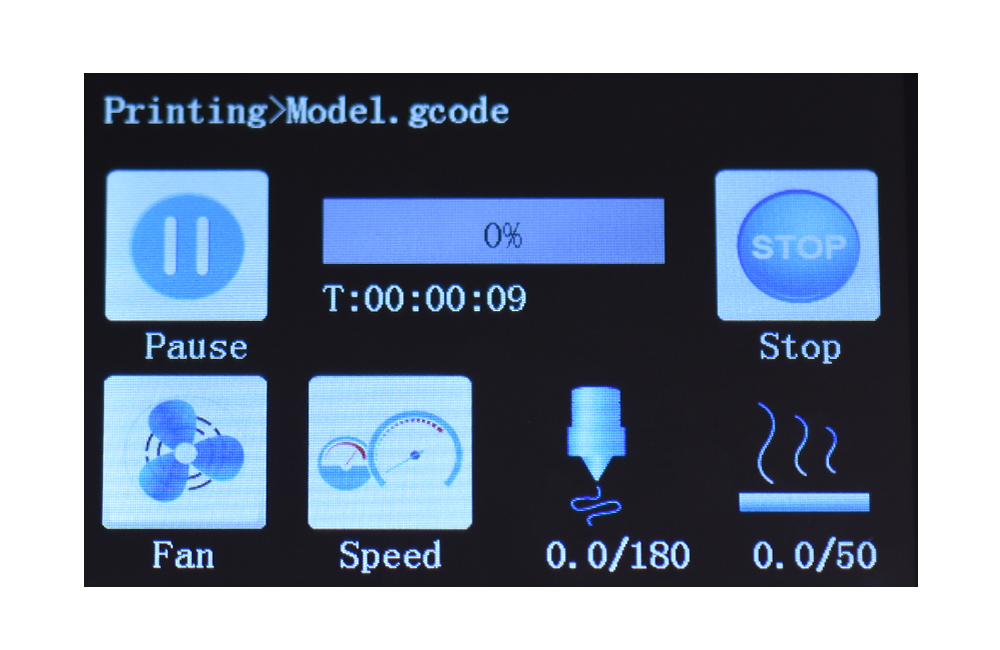 Printing>Model.gcode
0%
STOP
T:00:00:09
Pause
Stop
Fan
Speed
0.0/180
0.0/50